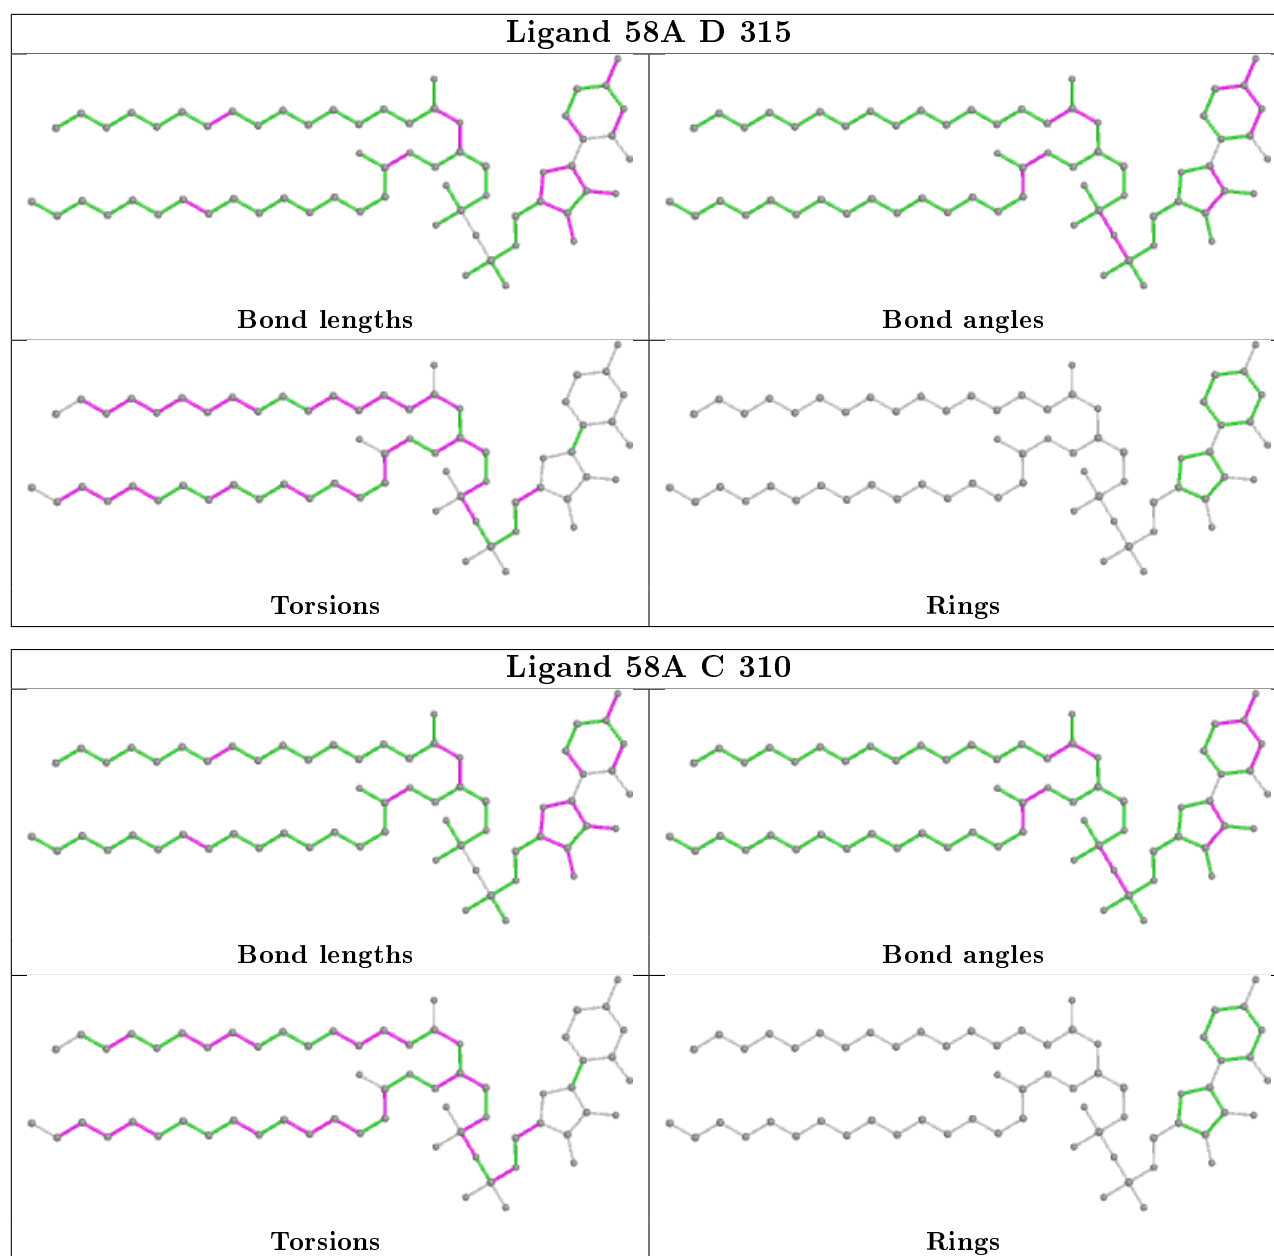 Ligand 58A D 315
Bond lengths
Bond angles
Torsions
Rings
Ligand 58A C 310
Bond lengths
Bond angles
Torsions
Rings